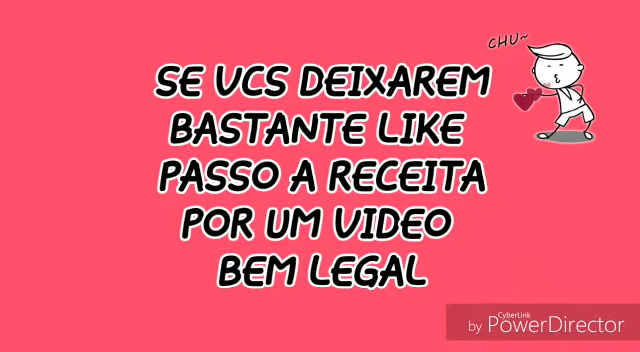 CHU~
SE VCS DEIXAREM
BASTANTE LIKE
PASSO A RECEITA
POR UM VIDEO
BEM LEGAL
CyberLink
by PowerDirector